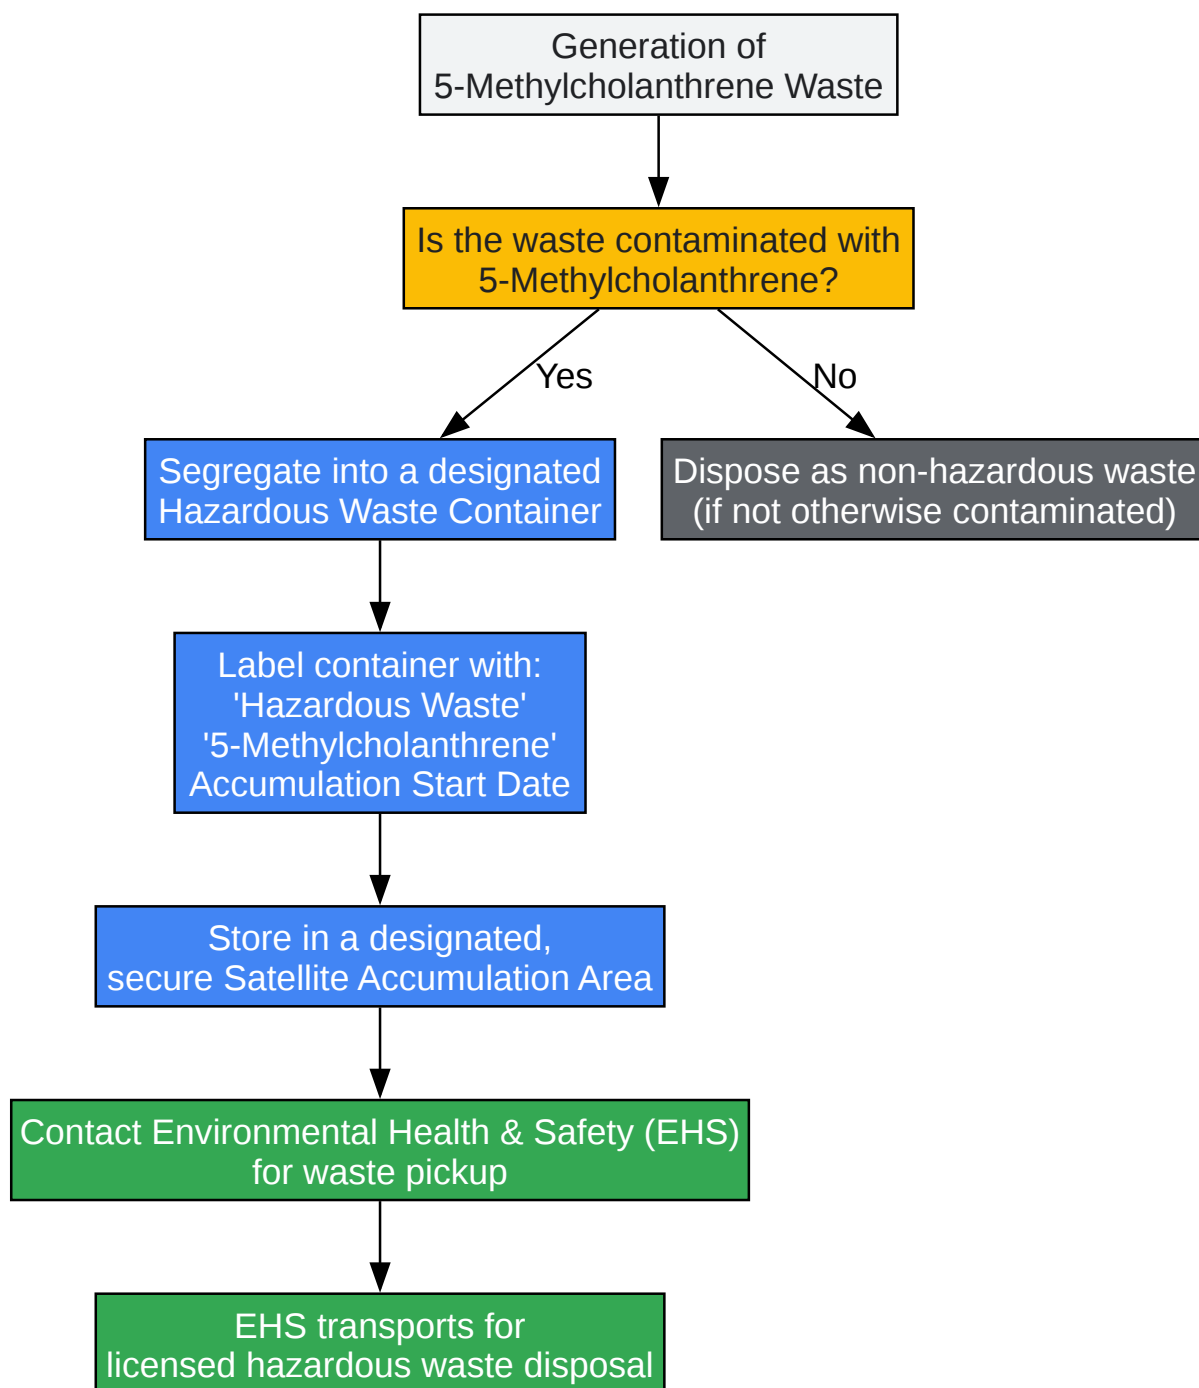 Generation of
5-Methylcholanthrene Waste
Is the waste contaminated with
5-Methylcholanthrene?
Yes
No
Segregate into a designated
Hazardous Waste Container
Dispose as non-hazardous waste
(if not otherwise contaminated)
Label container with:
'Hazardous Waste'
'5-Methylcholanthrene'
Accumulation Start Date
Store in a designated,
secure Satellite Accumulation Area
Contact Environmental Health & Safety (EHS)
for waste pickup
EHS transports for
licensed hazardous waste disposal